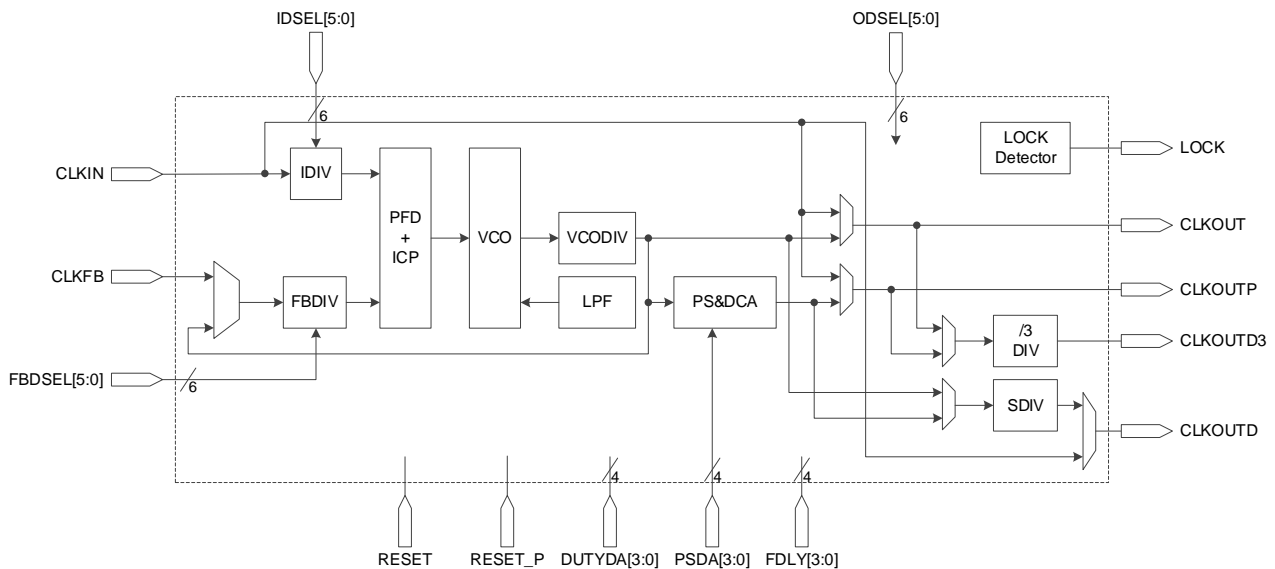 IDSEL[5:0]
ODSEL[5:0]
6
6
LOCK
Detector
LOCK
CLKIN
IDIV
PFD
+
ICP
VCO
VCODIV
CLKOUT
CLKFB
FBDIV
LPF
PS&DCA
CLKOUTP
/3
DIV
CLKOUTD3
FBDSEL[5:0]
6
SDIV
CLKOUTD
4
4
4
RESET
RESET_P
DUTYDA[3:0]
PSDA[3:0]
FDLY[3:0]